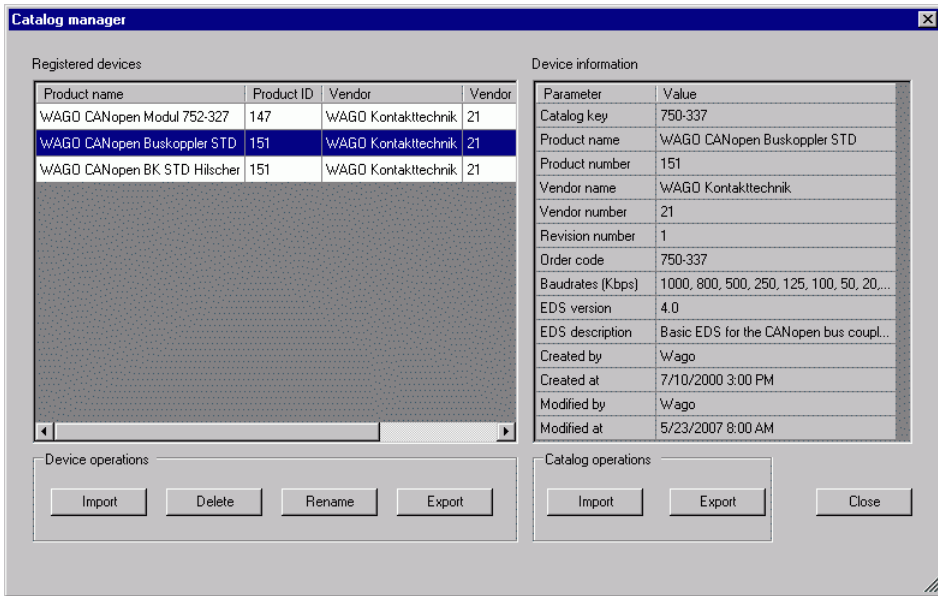 Catalog manager
Registered devices
Product name Product ID Vendor Vendor
WAGO CANopen Modul 752-327 147 WAGO Kontakttechnik 21
WAGO CANopen Buskoppler STD 151 WAGO Kontakttechnik 21
WAGO CANopen BK STD Hilscher 151 WAGO Kontakttechnik 21
Device information
Parameter Value
Catalog key 750-337
Product name WAGO CANopen Buskoppler STD
Product number 151
Vendor name WAGO Kontakttechnik
Vendor number 21
Revision number 1
Order code 750-337
Baudrates (Kbps) 1000, 800, 500, 250, 125, 100, 50, 20,...
EDS version 4.0
EDS description Basic EDS for the CANopen bus coupl...
Created by Wago
Created at 7/10/2000 3:00 PM
Modified by Wago
Modified at 5/23/2007 8:00 AM
Device operations
Import Delete Rename Export
Catalog operations
Import Export
Close